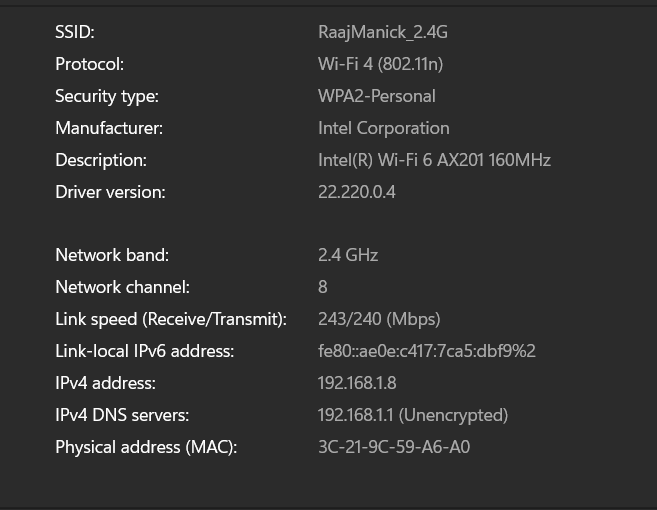 SSID: RaajManick_2.4G
Protocol: Wi-Fi 4 (802.11n)
Security type: WPA2-Personal
Manufacturer: Intel Corporation
Description: Intel(R) Wi-Fi 6 AX201 160MHz
Driver version: 22.220.0.4
Network band: 2.4 GHz
Network channel: 8
Link speed (Receive/Transmit): 243/240 (Mbps)
Link-local IPv6 address: fe80::ae0e:c417:7ca5:dbf9%2
IPv4 address: 192.168.1.8
IPv4 DNS servers: 192.168.1.1 (Unencrypted)
Physical address (MAC): 3C-21-9C-59-A6-A0